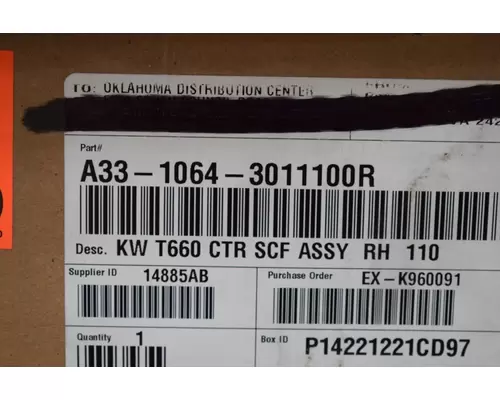 TO: OKLAHOMA DISTRIBUTION CENTER
Part#
A33-1064-3011100R
Desc. KW T660 CTR SCF ASSY RH 110
Supplier ID 14885AB
Purchase Order EX-K960091
Quantity 1
Box ID P14221221CD97